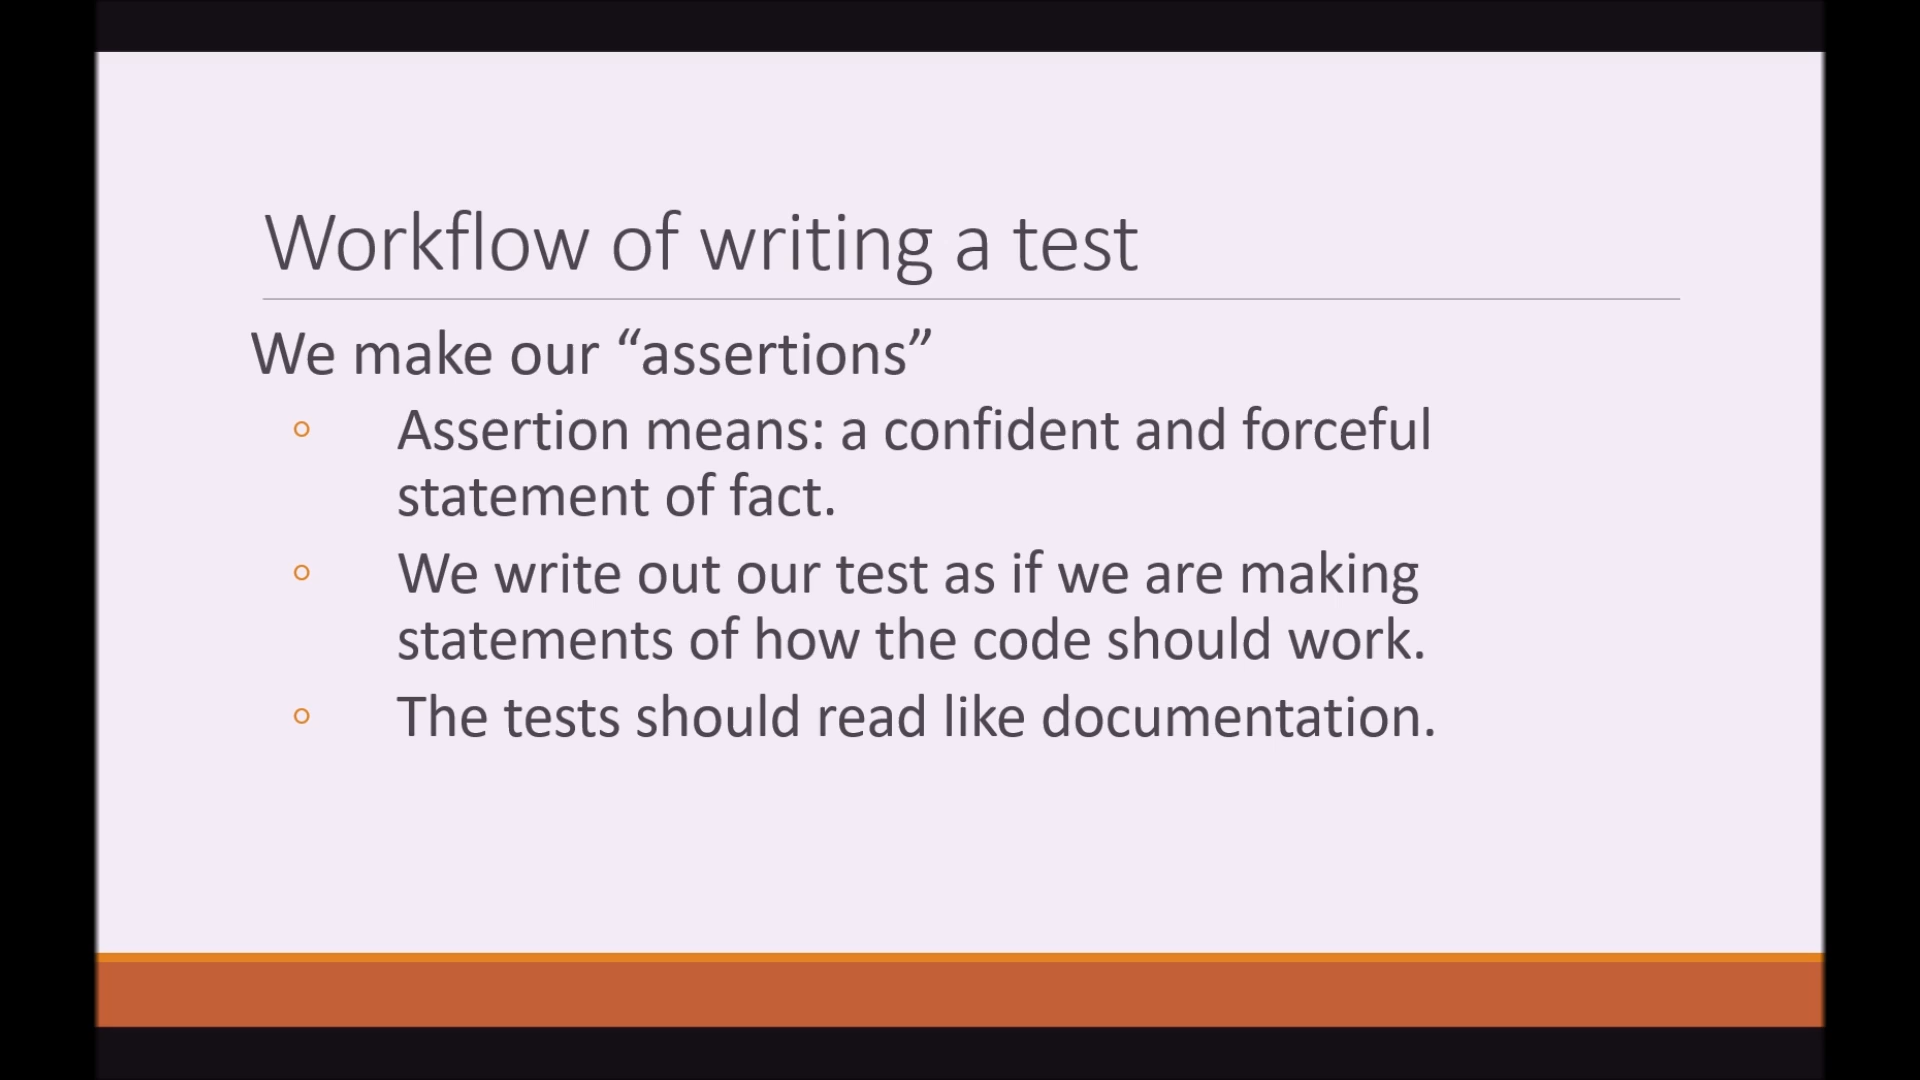 Workflow of writing a test
We make our “assertions”
Assertion means: a confident and forceful
statement of fact.
We write out our test as if we are making
statements of how the code should work.
The tests should read like documentation.